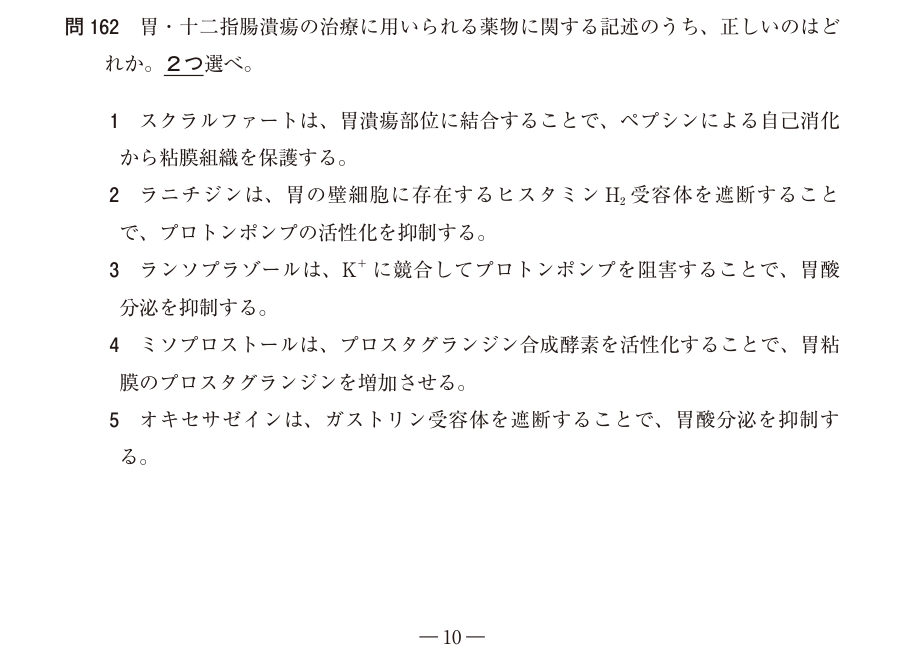 問 162　胃・十二指腸潰瘍の治療に用いられる薬物に関する記述のうち、正しいのはど
れか。２つ選べ。
1　スクラルファートは、胃潰瘍部位に結合することで、ペプシンによる自己消化
から粘膜組織を保護する。
2　ラニチジンは、胃の壁細胞に存在するヒスタミン H₂ 受容体を遮断すること
で、プロトンポンプの活性化を抑制する。
3　ランソプラゾールは、K⁺ に競合してプロトンポンプを阻害することで、胃酸
分泌を抑制する。
4　ミソプロストールは、プロスタグランジン合成酵素を活性化することで、胃粘
膜のプロスタグランジンを増加させる。
5　オキセサゼインは、ガストリン受容体を遮断することで、胃酸分泌を抑制す
る。
— 10 —